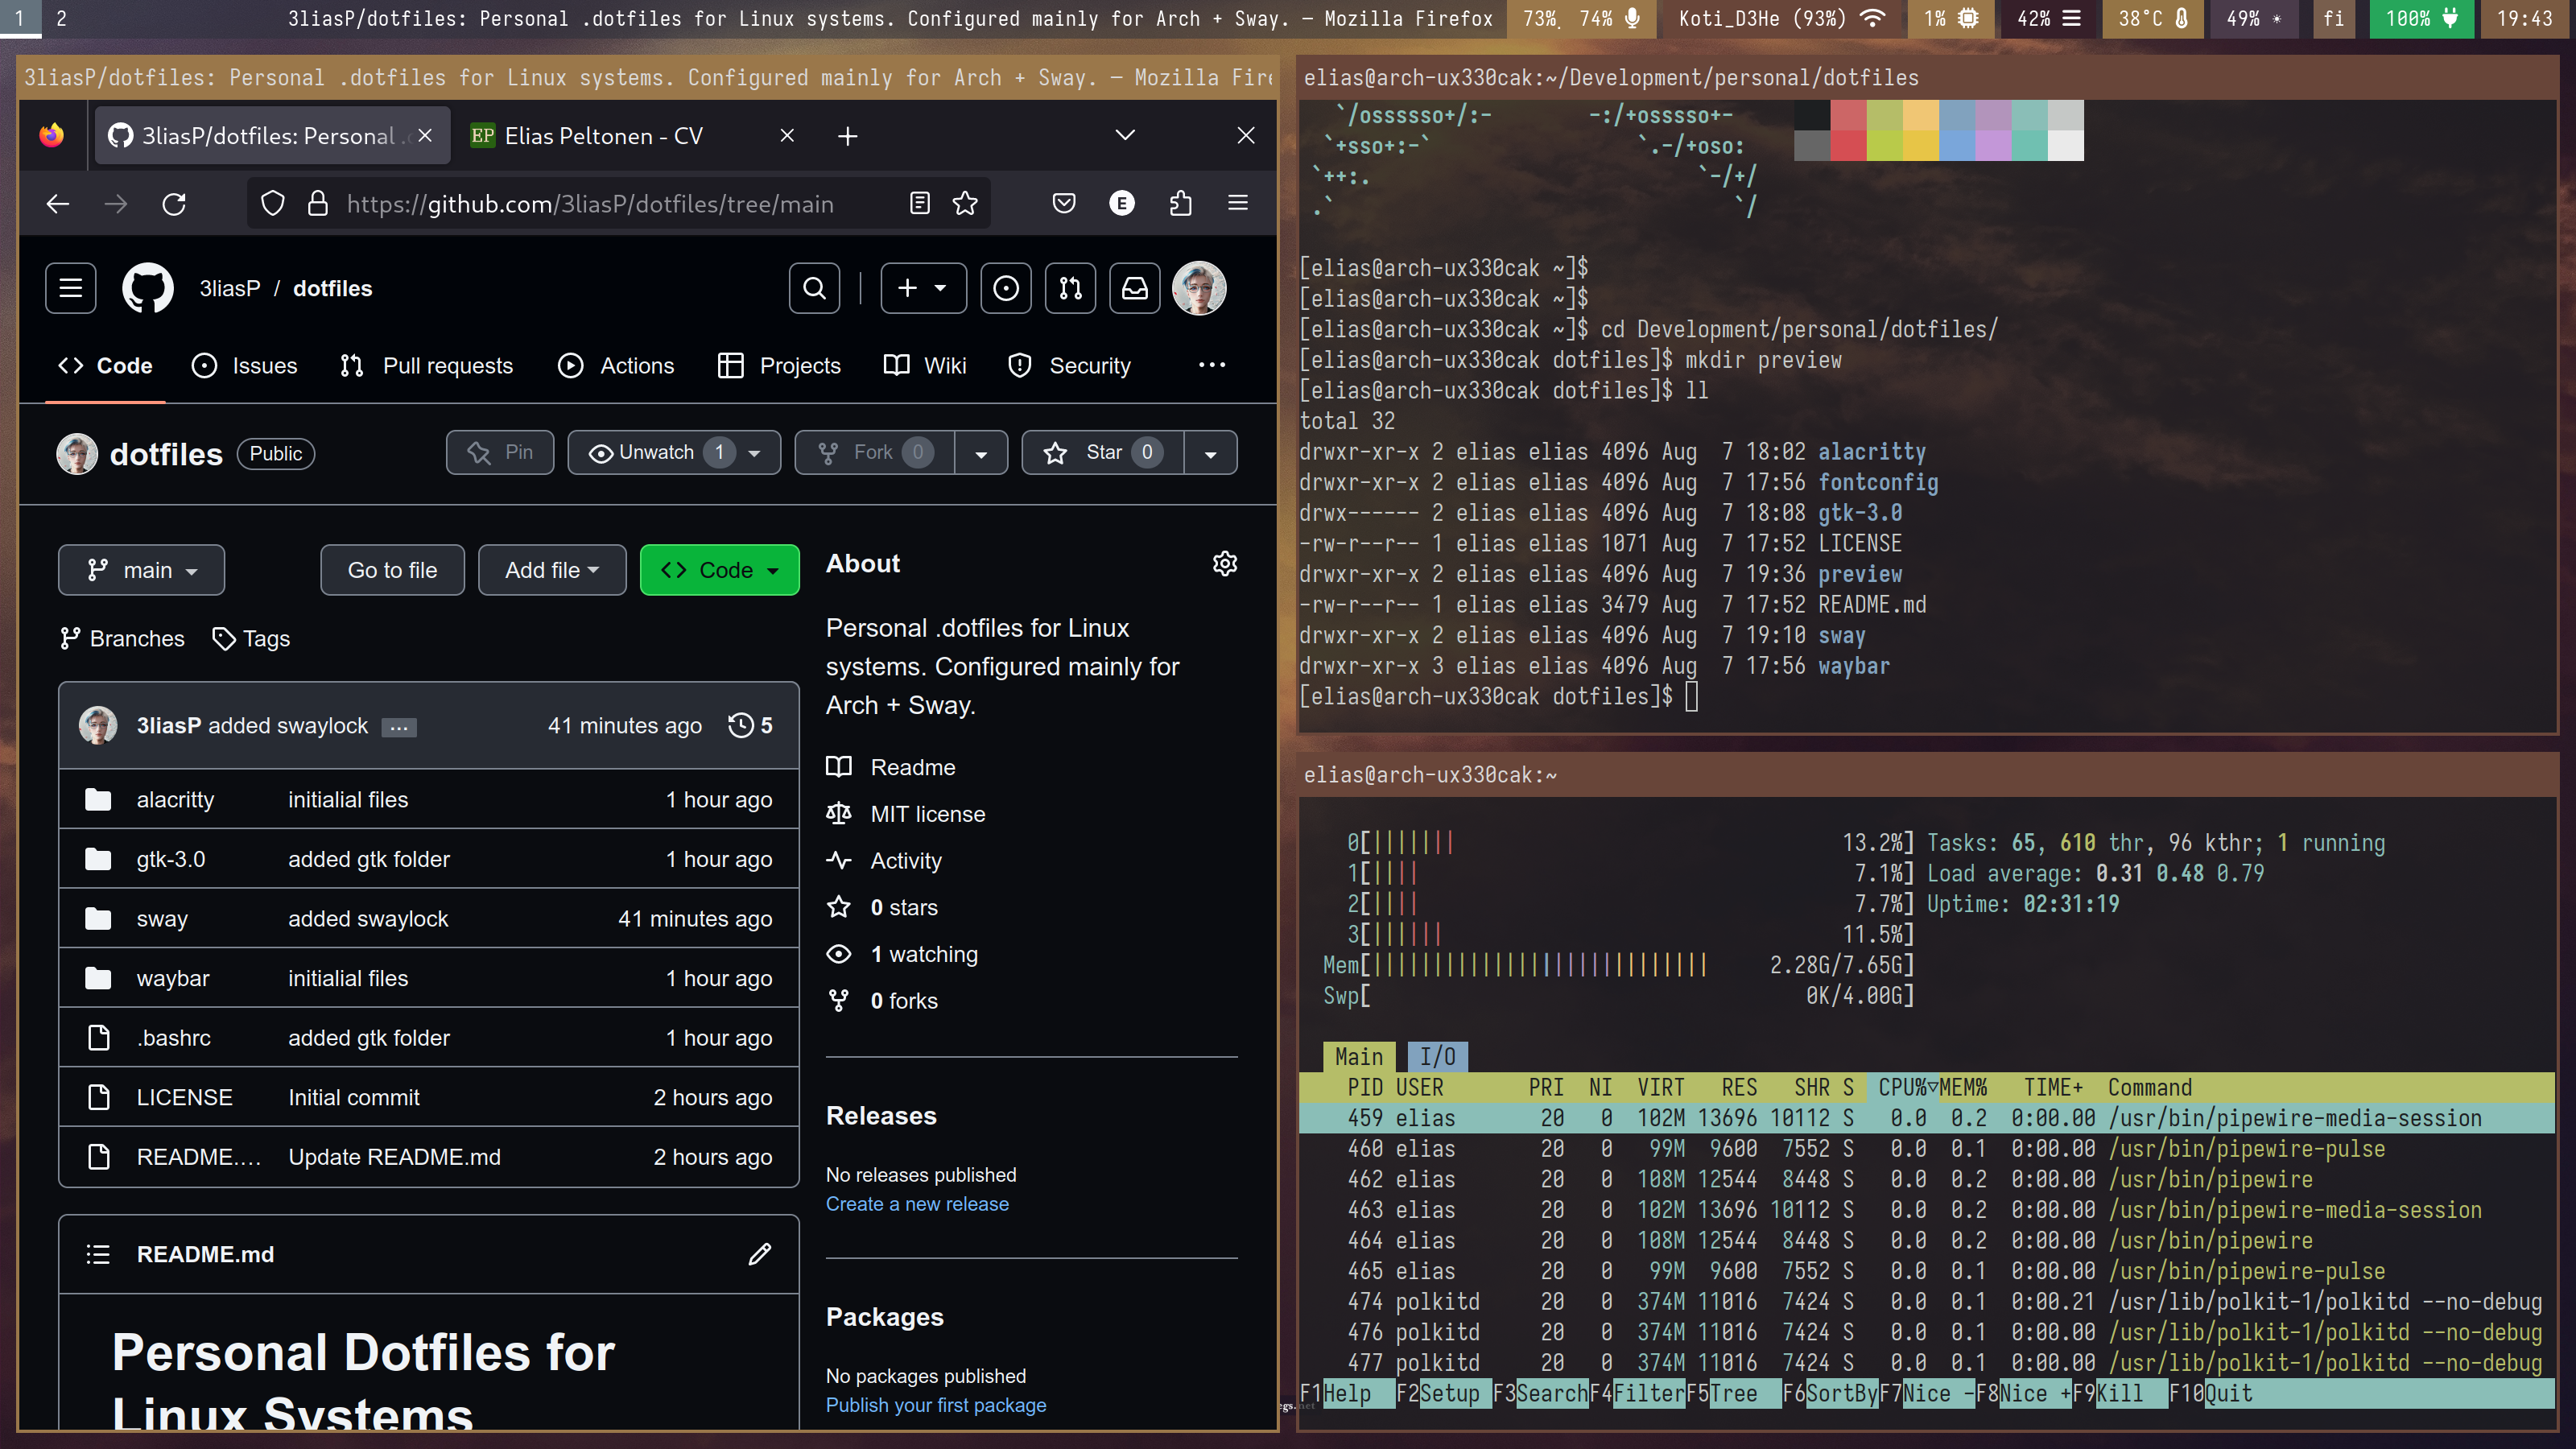 1 2 3liasP/dotfiles: Personal .dotfiles for Linux systems. Configured mainly for Arch + Sway. — Mozilla Firefox 73% 74% Koti_D3He (93%) 1% 42% 38°C 49% fi 100% 19:43
3liasP/dotfiles: Personal .dotfiles for Linux systems. Configured mainly for Arch + Sway. — Mozilla Fire
3liasP/dotfiles: Personal . EP Elias Peltonen - CV
https://github.com/3liasP/dotfiles/tree/main
E
3liasP / dotfiles
Code Issues Pull requests Actions Projects Wiki Security ...
dotfiles Public Pin Unwatch 1 Fork 0 Star 0
main Go to file Add file Code
Branches Tags
3liasP added swaylock ... 41 minutes ago 5
alacritty initialial files 1 hour ago
gtk-3.0 added gtk folder 1 hour ago
sway added swaylock 41 minutes ago
waybar initialial files 1 hour ago
.bashrc added gtk folder 1 hour ago
LICENSE Initial commit 2 hours ago
README.... Update README.md 2 hours ago
README.md
Personal Dotfiles for
Linux Systems
About
Personal .dotfiles for Linux
systems. Configured mainly for
Arch + Sway.
Readme
MIT license
Activity
0 stars
1 watching
0 forks
Releases
No releases published
Create a new release
Packages
No packages published
Publish your first package
elias@arch-ux330cak:~/Development/personal/dotfiles
`/ossssso+/:- -:/+osssso+-
`+sso+:-` `.-/+oso:
`++:. `-/+/
.` `/
[elias@arch-ux330cak ~]$
[elias@arch-ux330cak ~]$
[elias@arch-ux330cak ~]$ cd Development/personal/dotfiles/
[elias@arch-ux330cak dotfiles]$ mkdir preview
[elias@arch-ux330cak dotfiles]$ ll
total 32
drwxr-xr-x 2 elias elias 4096 Aug 7 18:02 alacritty
drwxr-xr-x 2 elias elias 4096 Aug 7 17:56 fontconfig
drwx------ 2 elias elias 4096 Aug 7 18:08 gtk-3.0
-rw-r--r-- 1 elias elias 1071 Aug 7 17:52 LICENSE
drwxr-xr-x 2 elias elias 4096 Aug 7 19:36 preview
-rw-r--r-- 1 elias elias 3479 Aug 7 17:52 README.md
drwxr-xr-x 2 elias elias 4096 Aug 7 19:10 sway
drwxr-xr-x 3 elias elias 4096 Aug 7 17:56 waybar
[elias@arch-ux330cak dotfiles]$
elias@arch-ux330cak:~
0[||||||| 13.2%] Tasks: 65, 610 thr, 96 kthr; 1 running
1[|||| 7.1%] Load average: 0.31 0.48 0.79
2[|||| 7.7%] Uptime: 02:31:19
3[|||||| 11.5%]
Mem[|||||||||||||||||||||||||||| 2.28G/7.65G]
Swp[ 0K/4.00G]
Main I/O
PID USER PRI NI VIRT RES SHR S CPU%▽MEM% TIME+ Command
459 elias 20 0 102M 13696 10112 S 0.0 0.2 0:00.00 /usr/bin/pipewire-media-session
460 elias 20 0 99M 9600 7552 S 0.0 0.1 0:00.00 /usr/bin/pipewire-pulse
462 elias 20 0 108M 12544 8448 S 0.0 0.2 0:00.00 /usr/bin/pipewire
463 elias 20 0 102M 13696 10112 S 0.0 0.2 0:00.00 /usr/bin/pipewire-media-session
464 elias 20 0 108M 12544 8448 S 0.0 0.2 0:00.00 /usr/bin/pipewire
465 elias 20 0 99M 9600 7552 S 0.0 0.1 0:00.00 /usr/bin/pipewire-pulse
474 polkitd 20 0 374M 11016 7424 S 0.0 0.1 0:00.21 /usr/lib/polkit-1/polkitd --no-debug
476 polkitd 20 0 374M 11016 7424 S 0.0 0.1 0:00.00 /usr/lib/polkit-1/polkitd --no-debug
477 polkitd 20 0 374M 11016 7424 S 0.0 0.1 0:00.00 /usr/lib/polkit-1/polkitd --no-debug
F1Help F2Setup F3SearchF4FilterF5Tree F6SortByF7Nice -F8Nice +F9Kill F10Quit